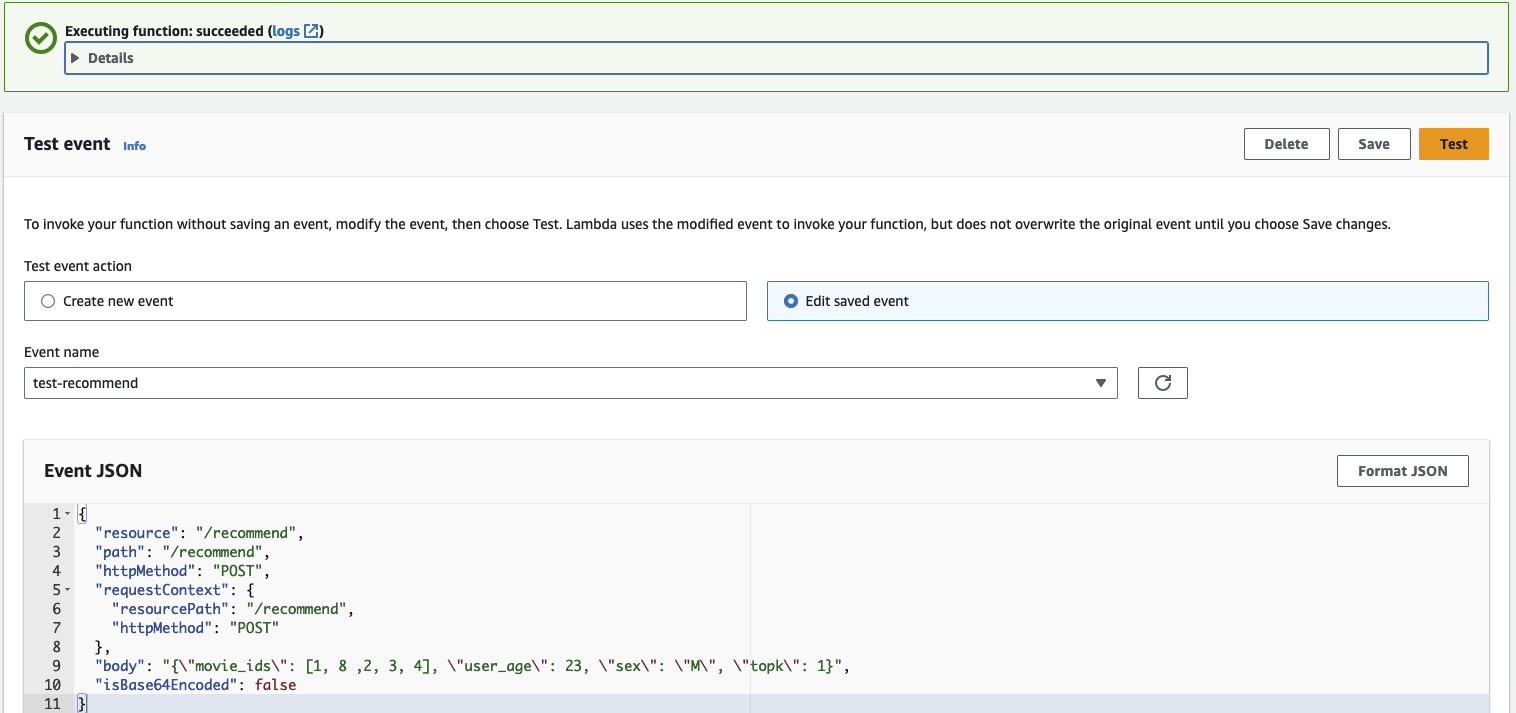 Executing function: succeeded (logs)
Details
Test event Info
Delete
Save
Test
To invoke your function without saving an event, modify the event, then choose Test. Lambda uses the modified event to invoke your function, but does not overwrite the original event until you choose Save changes.
Test event action
Create new event
Edit saved event
Event name
test-recommend
Event JSON
Format JSON
1 {
2 "resource": "/recommend",
3 "path": "/recommend",
4 "httpMethod": "POST",
5 "requestContext": {
6 "resourcePath": "/recommend",
7 "httpMethod": "POST"
8 },
9 "body": "{\"movie_ids\": [1, 8 ,2, 3, 4], \"user_age\": 23, \"sex\": \"M\", \"topk\": 1}",
10 "isBase64Encoded": false
11 }